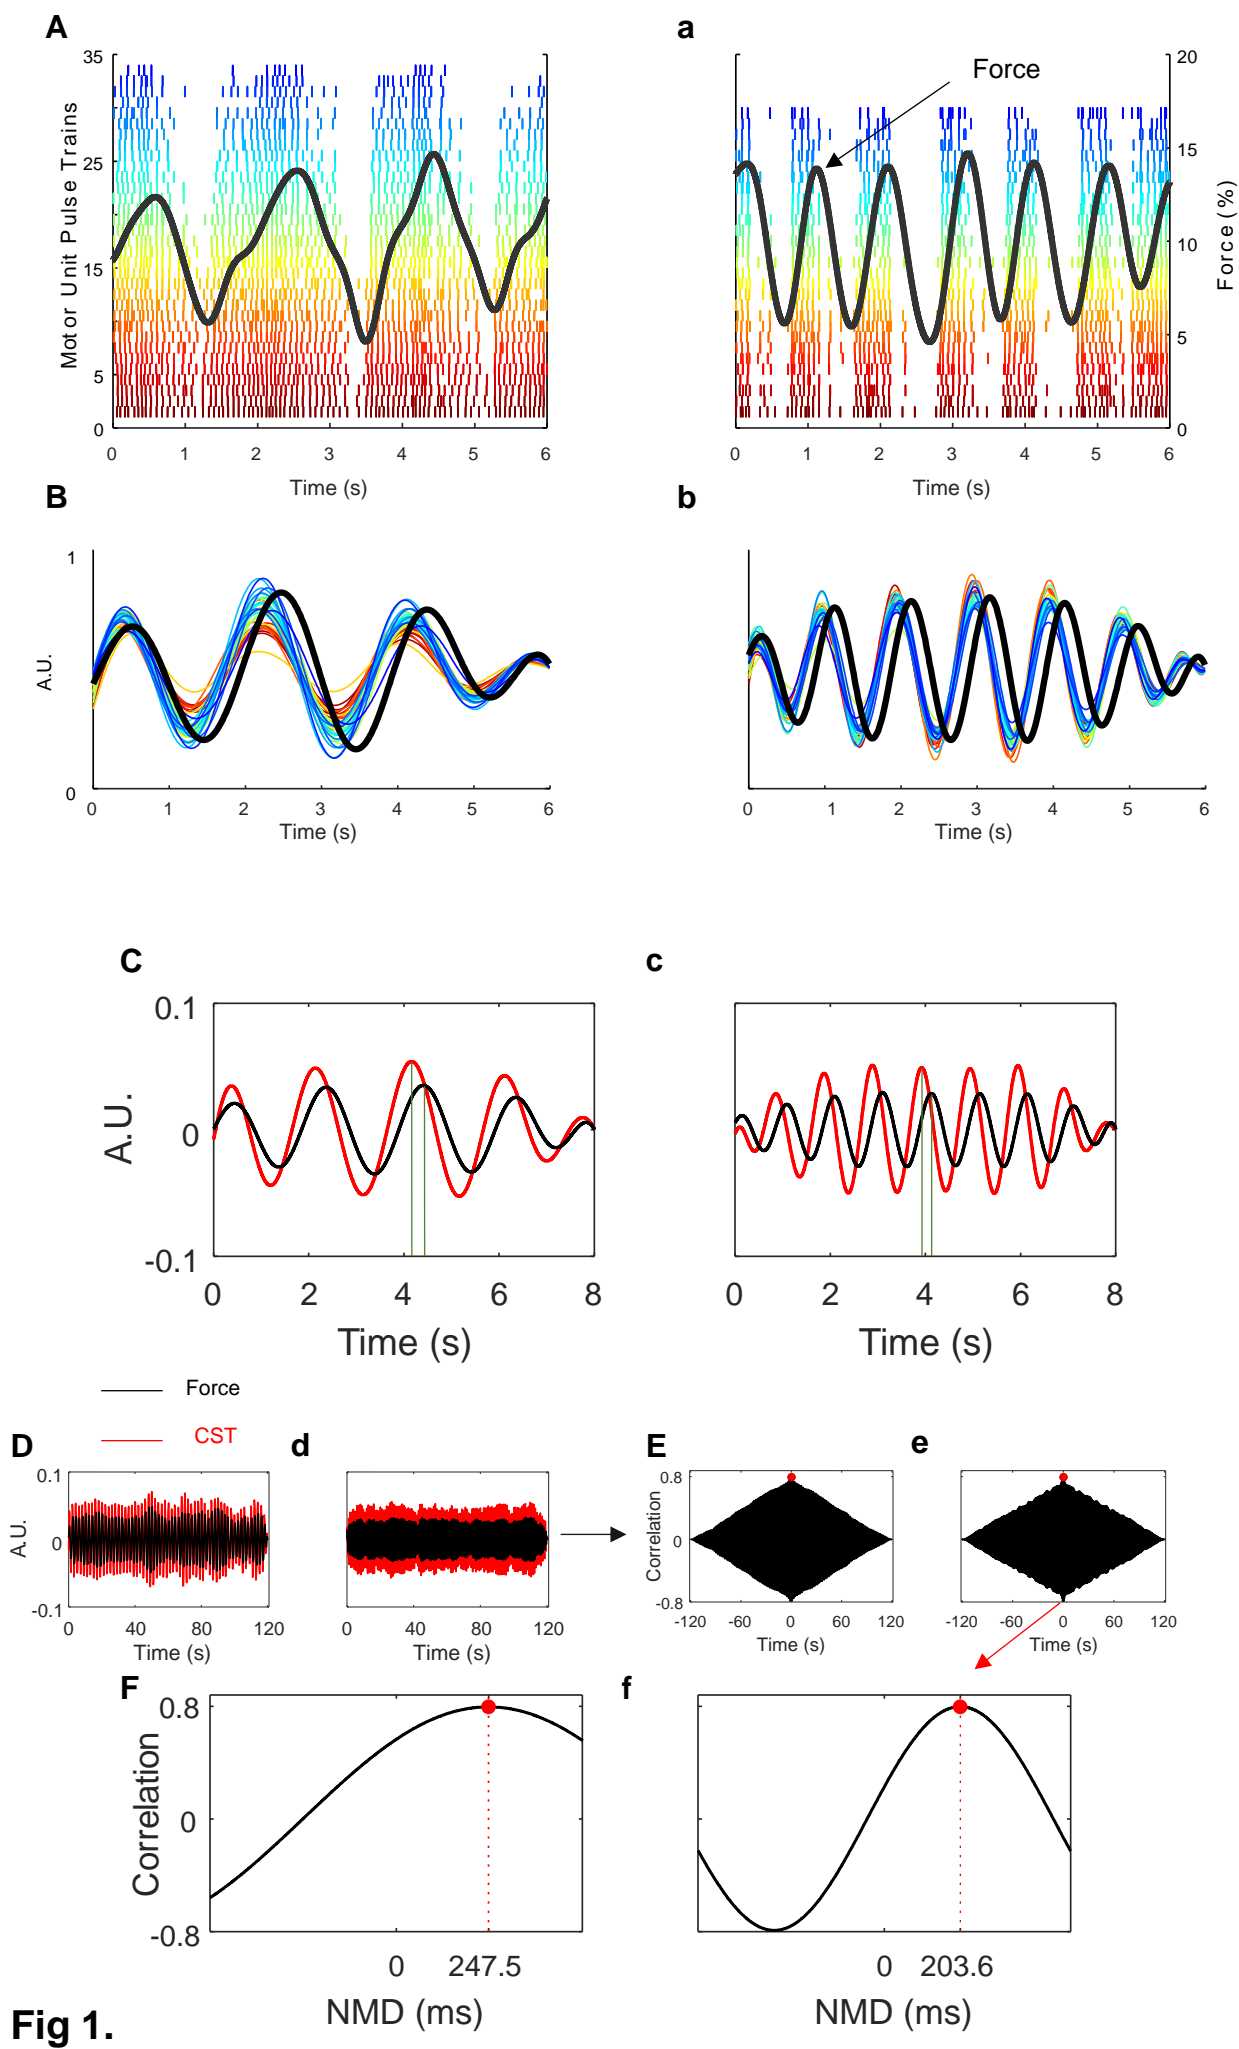 A
a
35
25
15
5
0
Motor Unit Pulse Trains
0 1 2 3 4 5 6
Time (s)
Force
20
15
10
5
0
Force (%)
0 1 2 3 4 5 6
Time (s)
B
b
1
0
A.U.
0 1 2 3 4 5 6
Time (s)
0 1 2 3 4 5 6
Time (s)
C
c
0.1
0
-0.1
A.U.
0 2 4 6 8
Time (s)
0 2 4 6 8
Time (s)
Force
CST
D
d
E
e
0.1
0
-0.1
A.U.
0 40 80 120
Time (s)
0 40 80 120
Time (s)
0.8
0
-0.8
Correlation
-120 -60 0 60 120
Time (s)
-120 -60 0 60 120
Time (s)
F
f
0.8
0
-0.8
Correlation
0 247.5
NMD (ms)
0 203.6
NMD (ms)
Fig 1.